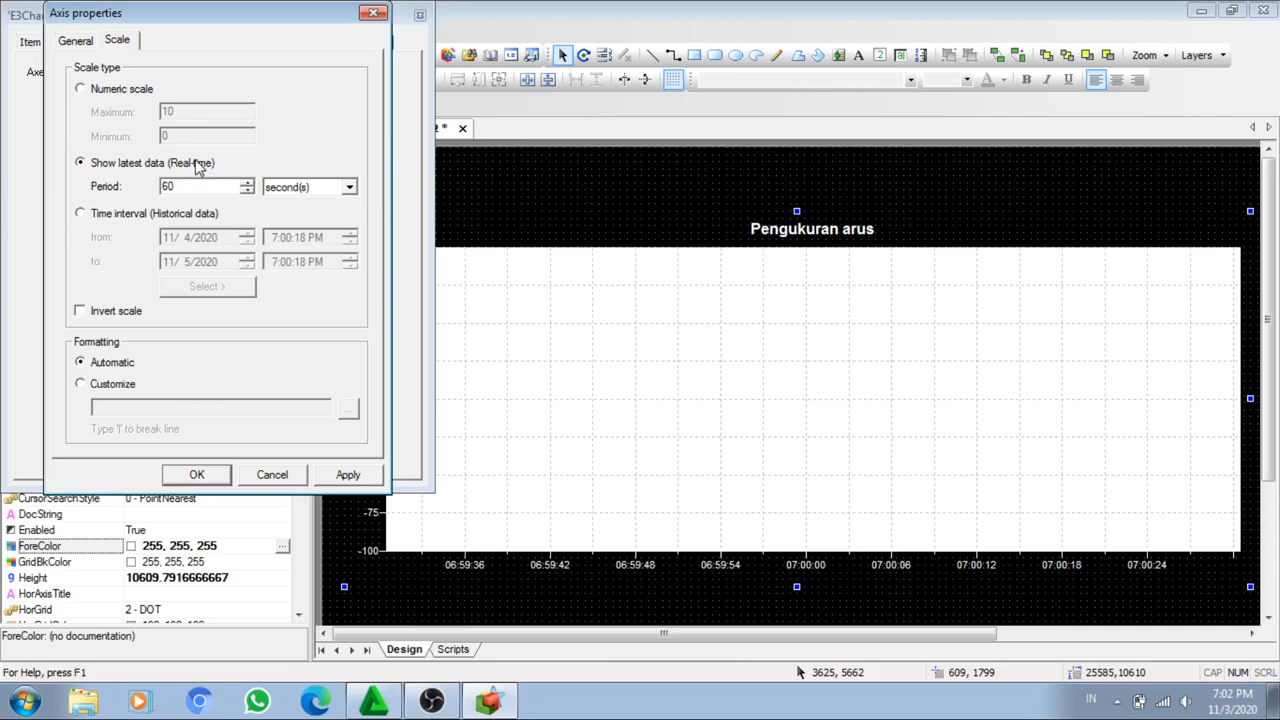 'E3Char
Axis properties
Item
General
Scale
Axe
Scale type
Numeric scale
Maximum: 10
Minimum: 0
Show latest data (Real-time)
Period: 60 second(s)
Time interval (Historical data)
from: 11/ 4/2020 7:00:18 PM
to: 11/ 5/2020 7:00:18 PM
Select >
Invert scale
Formatting
Automatic
Customize
...
Type '|' to break line
OK Cancel Apply
Zoom
Layers
A
B I U
2 *
Pengukuran arus
-75
-100
06:59:36 06:59:42 06:59:48 06:59:54 07:00:00 07:00:06 07:00:12 07:00:18 07:00:24
CursorSearchStyle 0 - PointNearest
DocString
Enabled True
ForeColor 255, 255, 255 ...
GridBkColor 255, 255, 255
Height 10609.7916666667
HorAxisTitle
HorGrid 2 - DOT
ForeColor: (no documentation)
Design Scripts
For Help, press F1
3625, 5662
609, 1799
25585,10610
CAP NUM SCRL
IN
7:02 PM
11/3/2020